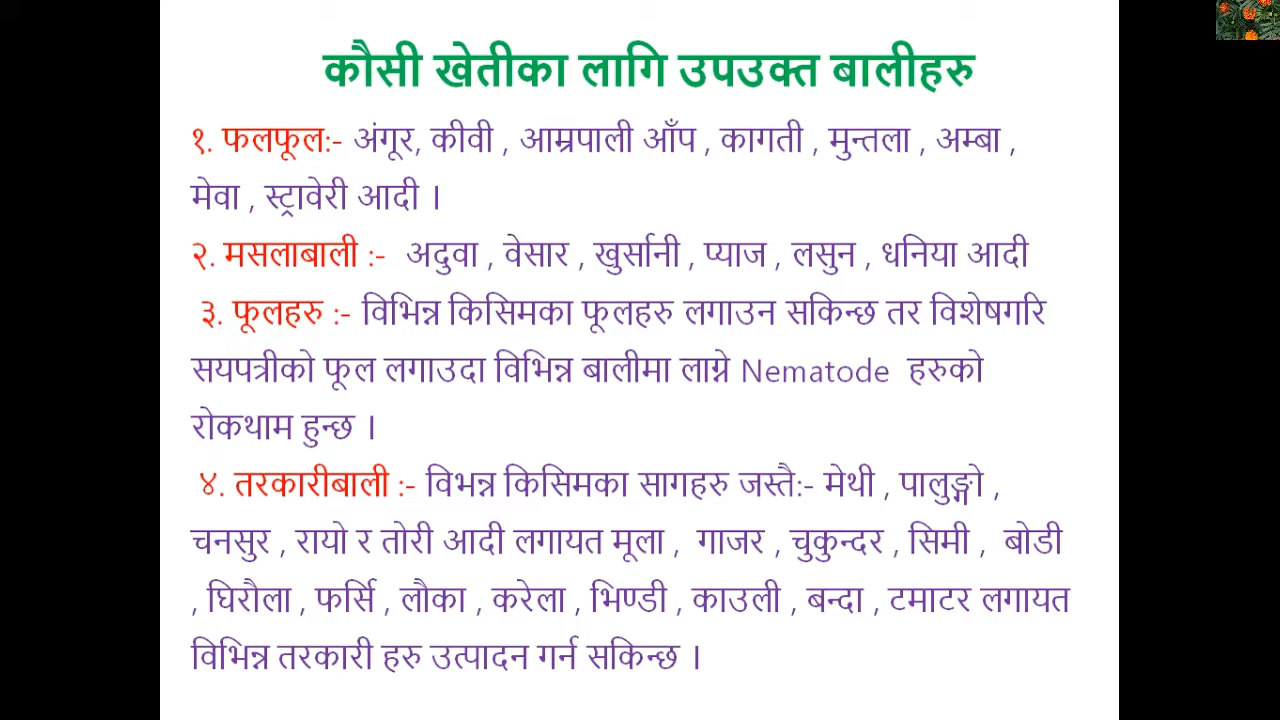 कौसी खेतीका लागि उपउक्त बालीहरु
१. फलफूल:- अंगूर, कीवी , आम्रपाली आँप , कागती , मुन्तला , अम्बा ,
मेवा , स्ट्रावेरी आदी ।
२. मसलाबाली :- अदुवा , वेसार , खुर्सानी , प्याज , लसुन , धनिया आदी
३. फूलहरु :- विभिन्न किसिमका फूलहरु लगाउन सकिन्छ तर विशेषगरि
सयपत्रीको फूल लगाउदा विभिन्न बालीमा लाग्ने Nematode हरुको
रोकथाम हुन्छ ।
४. तरकारीबाली :- विभन्न किसिमका सागहरु जस्तै:- मेथी , पालुङ्गो ,
चनसुर , रायो र तोरी आदी लगायत मूला , गाजर , चुकुन्दर , सिमी , बोडी
, घिरौला , फर्सि , लौका , करेला , भिण्डी , काउली , बन्दा , टमाटर लगायत
विभिन्न तरकारी हरु उत्पादन गर्न सकिन्छ ।